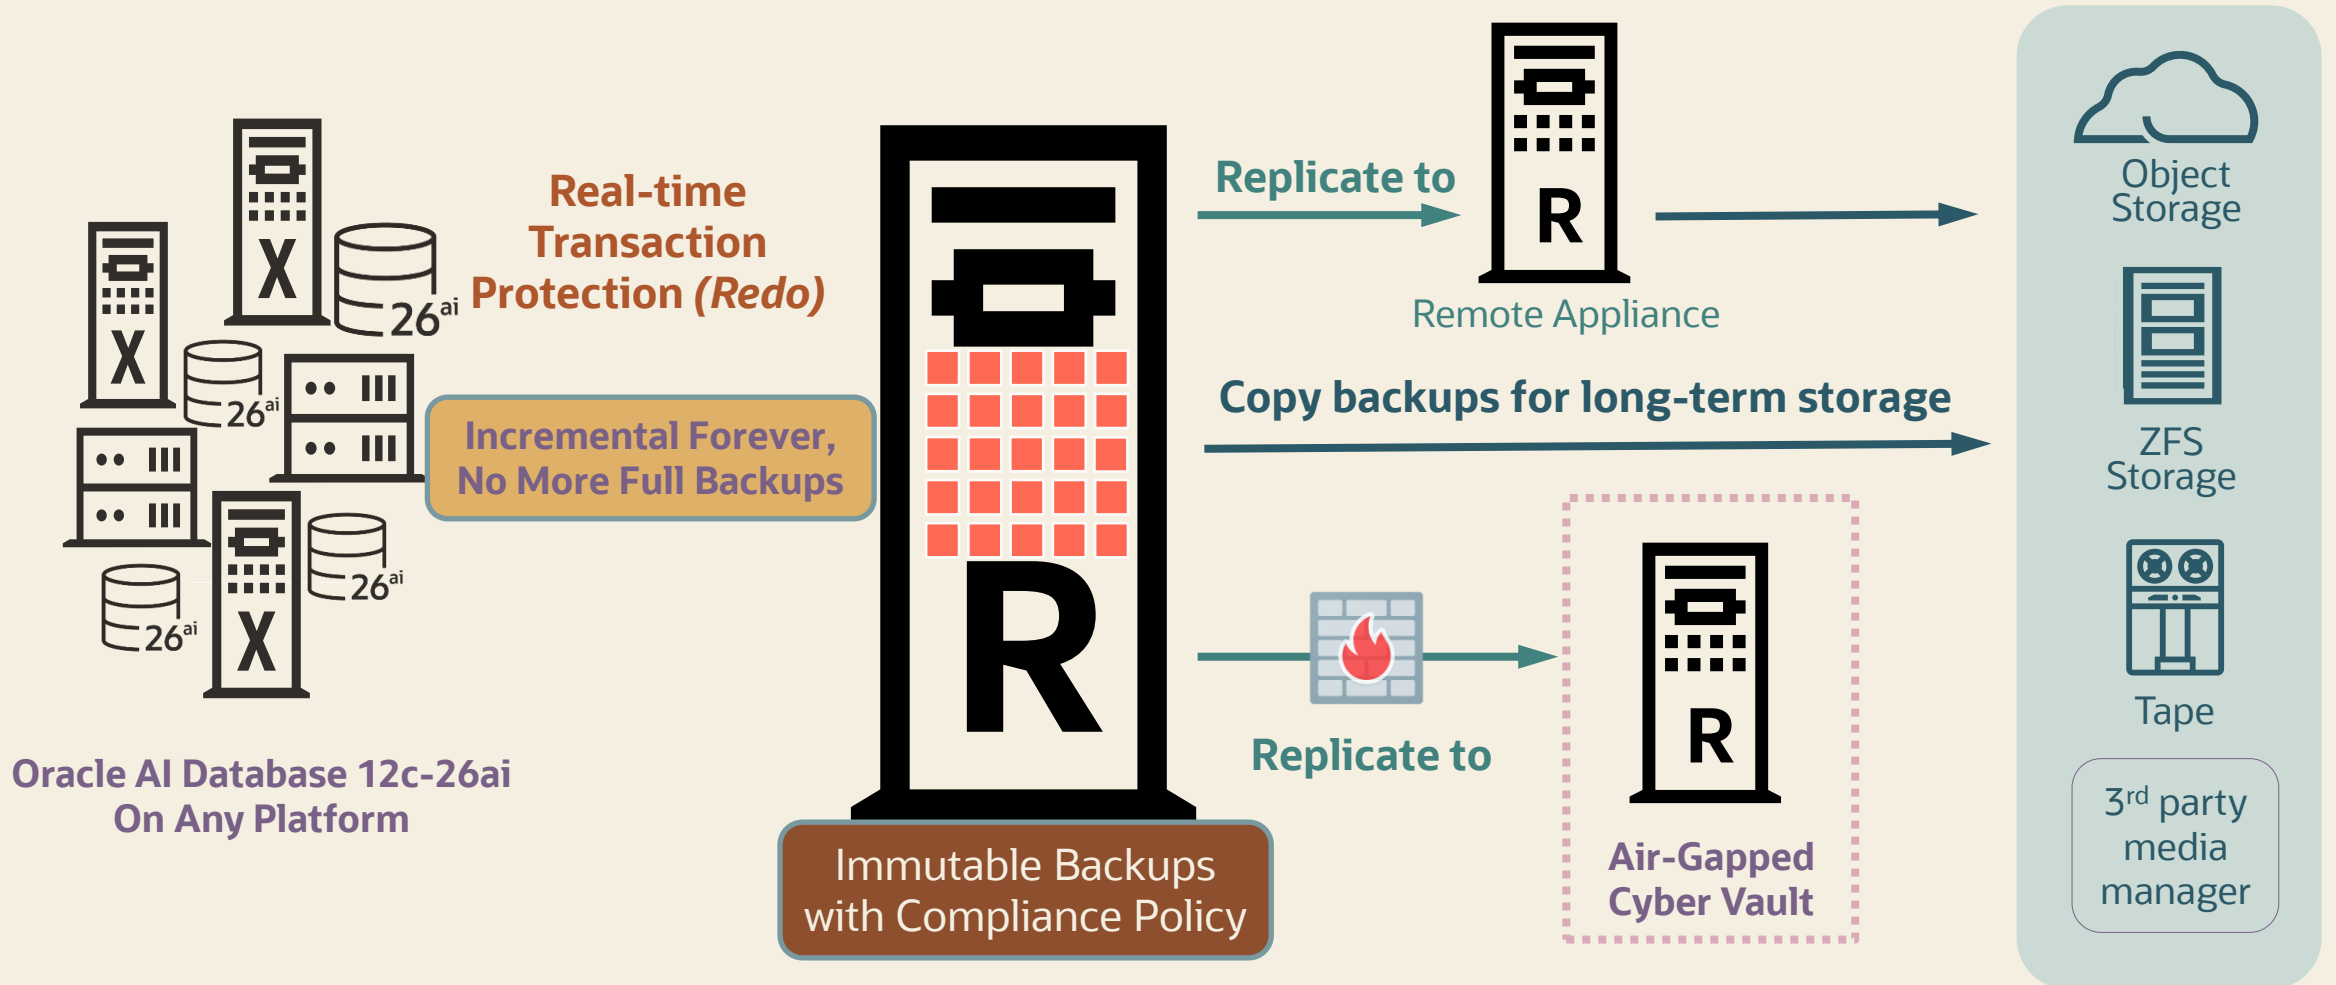 X
26ai
X
26ai
26ai
26ai
X
Oracle AI Database 12c-26ai
On Any Platform
Real-time
Transaction
Protection (Redo)
Incremental Forever,
No More Full Backups
R
Immutable Backups
with Compliance Policy
Replicate to
R
Remote Appliance
Copy backups for long-term storage
Replicate to
R
Air-Gapped
Cyber Vault
Object
Storage
ZFS
Storage
Tape
3rd party
media
manager